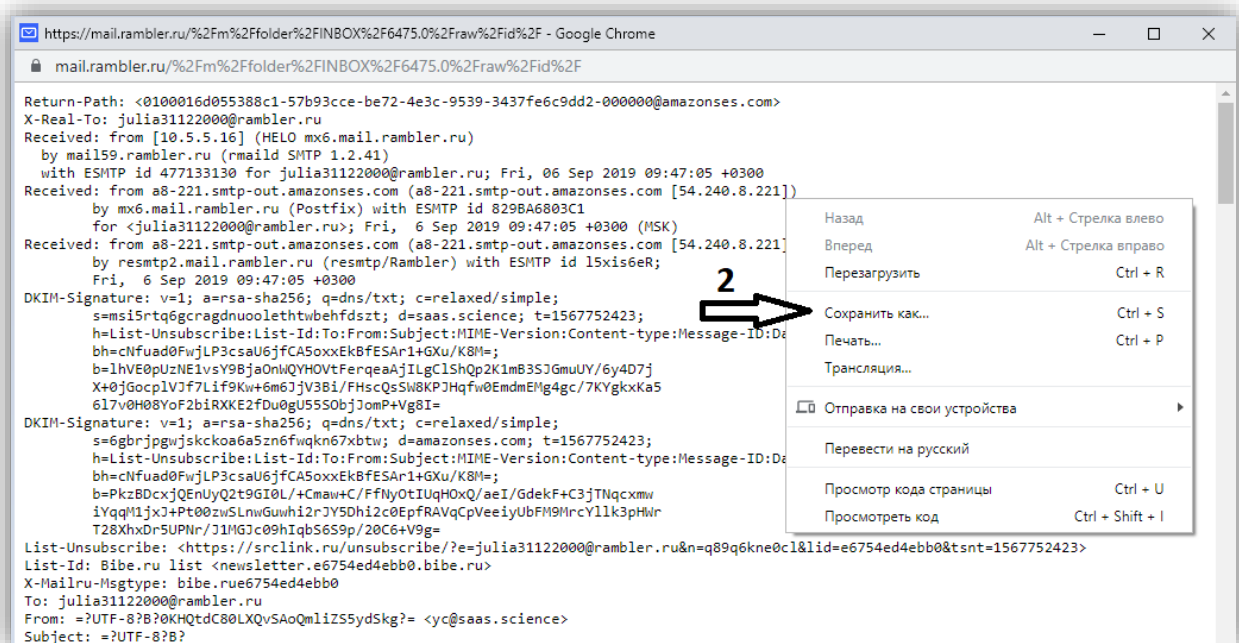 https://mail.rambler.ru/%2Fm%2Ffolder%2FINBOX%2F6475.0%2Fraw%2Fid%2F - Google Chrome
mail.rambler.ru/%2Fm%2Ffolder%2FINBOX%2F6475.0%2Fraw%2Fid%2F
Return-Path: <0100016d055388c1-57b93cce-be72-4e3c-9539-3437fe6c9dd2-000000@amazonses.com>
X-Real-To: julia31122000@rambler.ru
Received: from [10.5.5.16] (HELO mx6.mail.rambler.ru)
by mail59.rambler.ru (rmaild SMTP 1.2.41)
with ESMTP id 477133130 for julia31122000@rambler.ru; Fri, 06 Sep 2019 09:47:05 +0300
Received: from a8-221.smtp-out.amazonses.com (a8-221.smtp-out.amazonses.com [54.240.8.221])
by mx6.mail.rambler.ru (Postfix) with ESMTP id 829BA6803C1
for <julia31122000@rambler.ru>; Fri,  6 Sep 2019 09:47:05 +0300 (MSK)
Received: from a8-221.smtp-out.amazonses.com (a8-221.smtp-out.amazonses.com [54.240.8.221]
by resmtp2.mail.rambler.ru (resmtp/Rambler) with ESMTP id l5xis6eR;
Fri,  6 Sep 2019 09:47:05 +0300
DKIM-Signature: v=1; a=rsa-sha256; q=dns/txt; c=relaxed/simple;
s=msi5rtq6gcragdnuoolethtwbehfdszt; d=saas.science; t=1567752423;
h=List-Unsubscribe:List-Id:To:From:Subject:MIME-Version:Content-type:Message-ID:Da
bh=cNfuad0FwjLP3csaU6jfCA5oxxEkBfESAr1+GXu/K8M=;
b=lhVE0pUzNE1vsY9BjaOnWQYHOVtFerqeaAjILgClShQp2K1mB3SJGmuUY/6y4D7j
X+0jGocplVJf7Lif9Kw+6m6JjV3Bi/FHscQsSW8KPJHqfw0EmdmEMg4gc/7KYgkxKa5
6l7v0H08YoF2biRXKE2fDu0gU55SObjJomP+Vg8I=
DKIM-Signature: v=1; a=rsa-sha256; q=dns/txt; c=relaxed/simple;
s=6gbrjpgwjskckoa6a5zn6fwqkn67xbtw; d=amazonses.com; t=1567752423;
h=List-Unsubscribe:List-Id:To:From:Subject:MIME-Version:Content-type:Message-ID:Da
bh=cNfuad0FwjLP3csaU6jfCA5oxxEkBfESAr1+GXu/K8M=;
b=PkzBDcxjQEnUyQ2t9GI0L/+Cmaw+C/FfNyOtIUqHOxQ/aeI/GdekF+C3jTNqcxmw
iYqqM1jxJ+Pt00zwSLnwGuwhi2rJY5Dhi2c0EpfRAVqCpVeeiyUbFM9MrcYllk3pHWr
T28XhxDr5UPNr/J1MGJc09hIqbS6S9p/20C6+V9g=
List-Unsubscribe: <https://srclink.ru/unsubscribe/?e=julia31122000@rambler.ru&n=q89q6kne0cl&lid=e6754ed4ebb0&tsnt=1567752423>
List-Id: Bibe.ru list <newsletter.e6754ed4ebb0.bibe.ru>
X-Mailru-Msgtype: bibe.rue6754ed4ebb0
To: julia31122000@rambler.ru
From: =?UTF-8?B?0KHQtdC80LXQvSAoQmliZS5ydSkg?= <yc@saas.science>
Subject: =?UTF-8?B?
2
Назад Alt + Стрелка влево
Вперед Alt + Стрелка вправо
Перезагрузить Ctrl + R
Сохранить как... Ctrl + S
Печать... Ctrl + P
Трансляция...
Отправка на свои устройства
Перевести на русский
Просмотр кода страницы Ctrl + U
Просмотреть код Ctrl + Shift + I